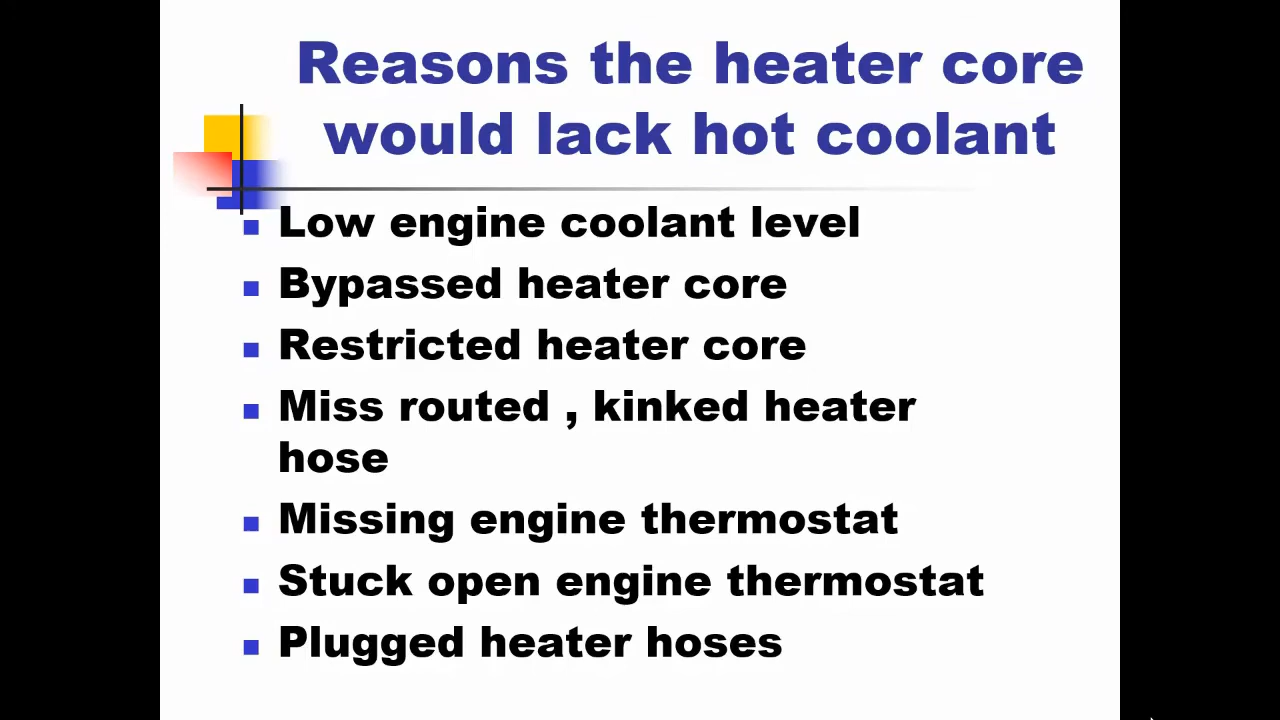 Reasons the heater core
would lack hot coolant
Low engine coolant level
Bypassed heater core
Restricted heater core
Miss routed , kinked heater
hose
Missing engine thermostat
Stuck open engine thermostat
Plugged heater hoses